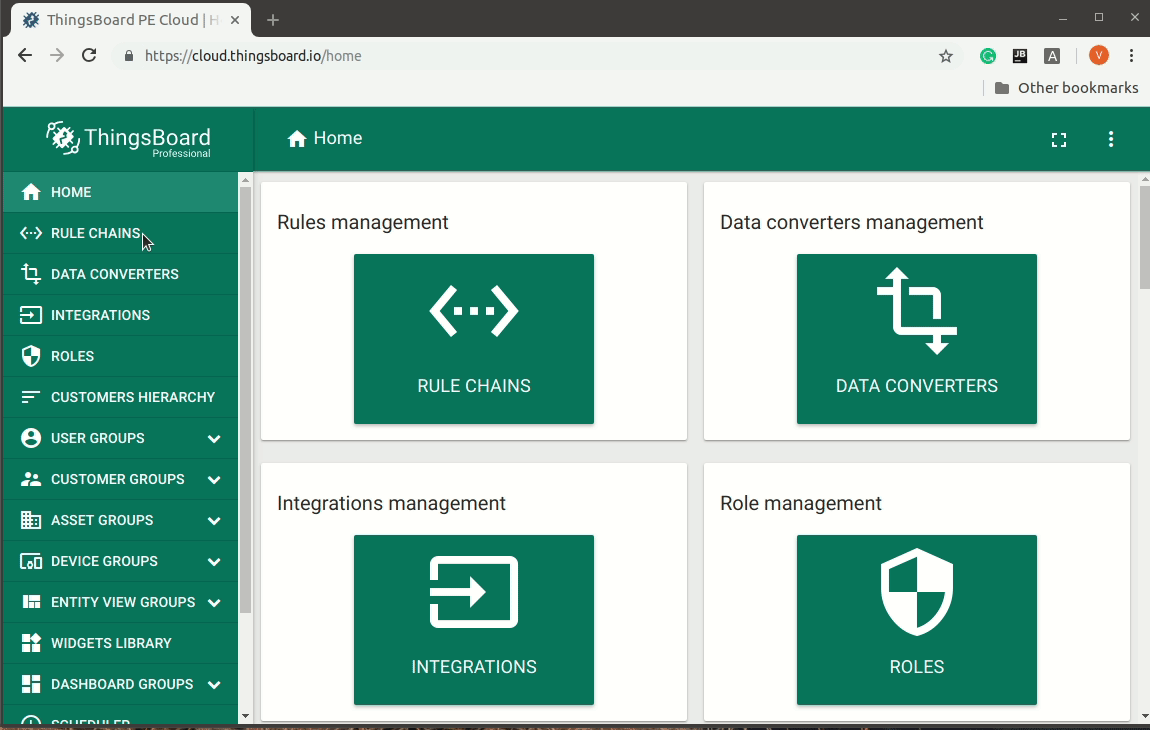 ThingsBoard PE Cloud | H
https://cloud.thingsboard.io/home
JB
A
V
Other bookmarks
ThingsBoard
Professional
Home
HOME
RULE CHAINS
DATA CONVERTERS
INTEGRATIONS
ROLES
CUSTOMERS HIERARCHY
USER GROUPS
CUSTOMER GROUPS
ASSET GROUPS
DEVICE GROUPS
ENTITY VIEW GROUPS
WIDGETS LIBRARY
DASHBOARD GROUPS
SCHEDULER
Rules management
RULE CHAINS
Data converters management
DATA CONVERTERS
Integrations management
INTEGRATIONS
Role management
ROLES